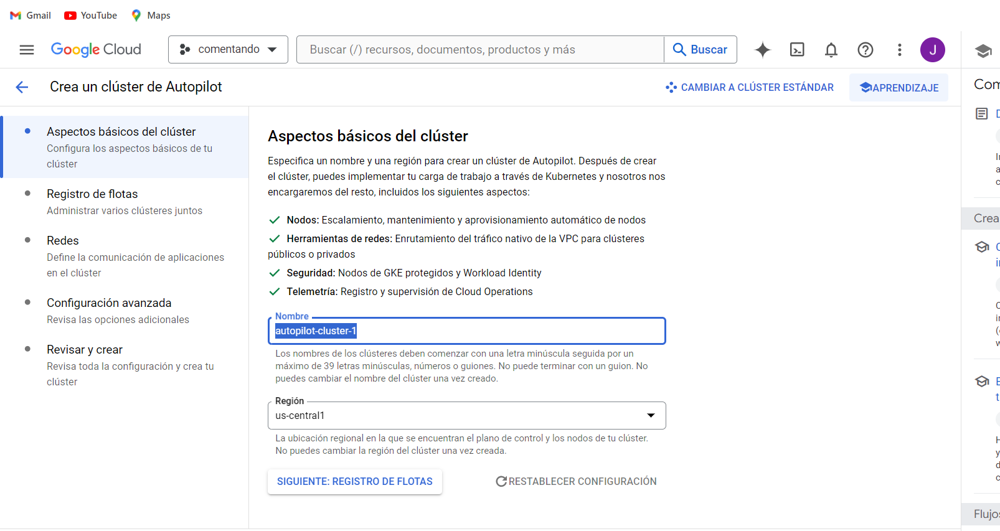 Gmail YouTube Maps
Google Cloud comentando Buscar (/) recursos, documentos, productos y más Buscar J
Crea un clúster de Autopilot CAMBIAR A CLÚSTER ESTÁNDAR APRENDIZAJE
Aspectos básicos del clúster
Configura los aspectos básicos de tu
clúster
Registro de flotas
Administrar varios clústeres juntos
Redes
Define la comunicación de aplicaciones
en el clúster
Configuración avanzada
Revisa las opciones adicionales
Revisar y crear
Revisa toda la configuración y crea tu
clúster
Aspectos básicos del clúster
Especifica un nombre y una región para crear un clúster de Autopilot. Después de crear
el clúster, puedes implementar tu carga de trabajo a través de Kubernetes y nosotros nos
encargaremos del resto, incluidos los siguientes aspectos:
Nodos: Escalamiento, mantenimiento y aprovisionamiento automático de nodos
Herramientas de redes: Enrutamiento del tráfico nativo de la VPC para clústeres
públicos o privados
Seguridad: Nodos de GKE protegidos y Workload Identity
Telemetría: Registro y supervisión de Cloud Operations
Nombre
autopilot-cluster-1
Los nombres de los clústeres deben comenzar con una letra minúscula seguida por un
máximo de 39 letras minúsculas, números o guiones. No puede terminar con un guion. No
puedes cambiar el nombre del clúster una vez creado.
Región
us-central1
La ubicación regional en la que se encuentran el plano de control y los nodos de tu clúster.
No puedes cambiar la región del clúster una vez creada.
SIGUIENTE: REGISTRO DE FLOTAS RESTABLECER CONFIGURACIÓN